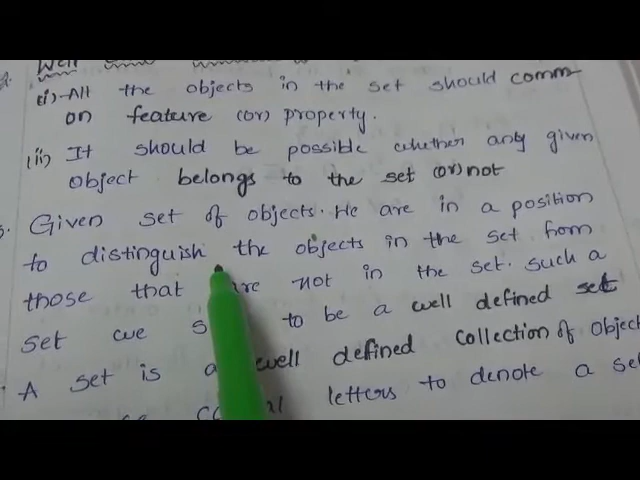 Well
(i) All the objects in the set should comm-
on feature (or) property.
(ii) It should be possible whether any given
object belongs to the set (or) not
Given set of objects. He are in a position
to distinguish the objects in the set from
those that are not in the set. such a
set we to be a well defined set
A set is a well defined collection of Object
letters to denote a set